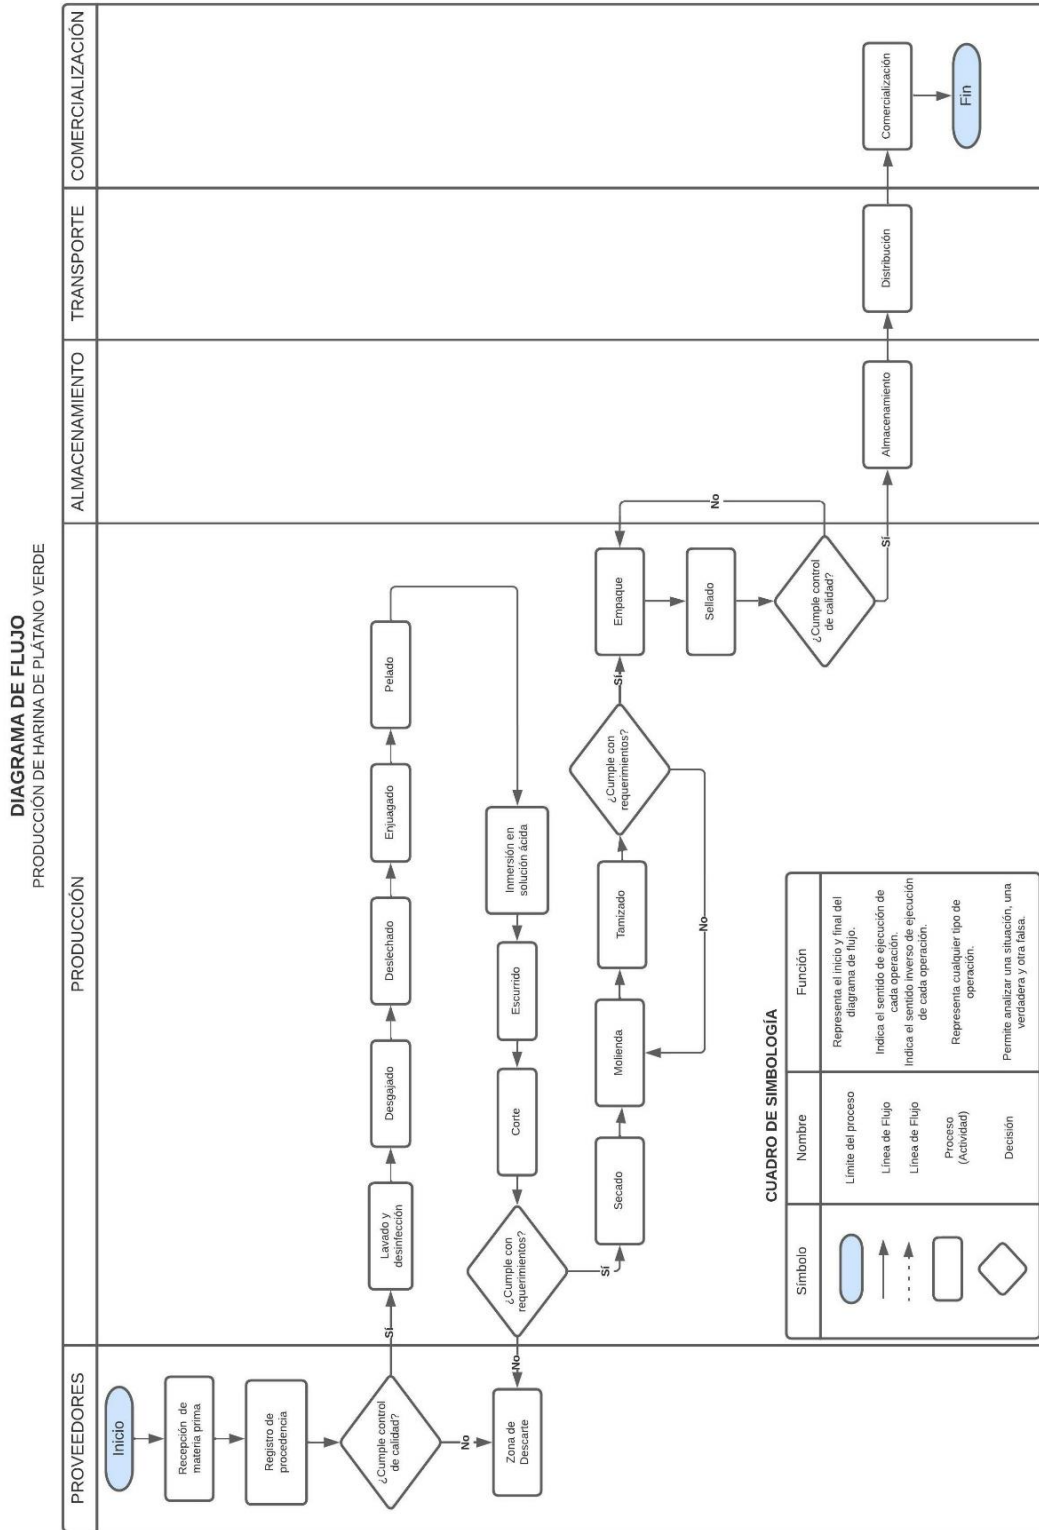 DIAGRAMA DE FLUJO
PRODUCCIÓN DE HARINA DE PLÁTANO VERDE
PROVEEDORES
PRODUCCIÓN
ALMACENAMIENTO
TRANSPORTE
COMERCIALIZACIÓN
Inicio
Recepción de
materia prima
Registro de
procedencia
¿Cumple control
de calidad?
Sí
No
Zona de
Descarte
Lavado y
desinfección
Desgajado
Deslechado
Enjuagado
Pelado
Inmersión en
solución ácida
Escurrido
Corte
¿Cumple con
requerimientos?
No
Sí
Secado
Molienda
Tamizado
¿Cumple con
requerimientos?
No
Sí
Empaque
Sellado
¿Cumple control
de calidad?
No
Sí
Almacenamiento
Distribución
Comercialización
Fin
CUADRO DE SIMBOLOGÍA
Símbolo
Nombre
Función
Límite del proceso
Representa el inicio y final del
diagrama de flujo.
Línea de Flujo
Indica el sentido de ejecución de
cada operación.
Línea de Flujo
Indica el sentido inverso de ejecución
de cada operación.
Proceso
(Actividad)
Representa cualquier tipo de
operación.
Decisión
Permite analizar una situación, una
verdadera y otra falsa.